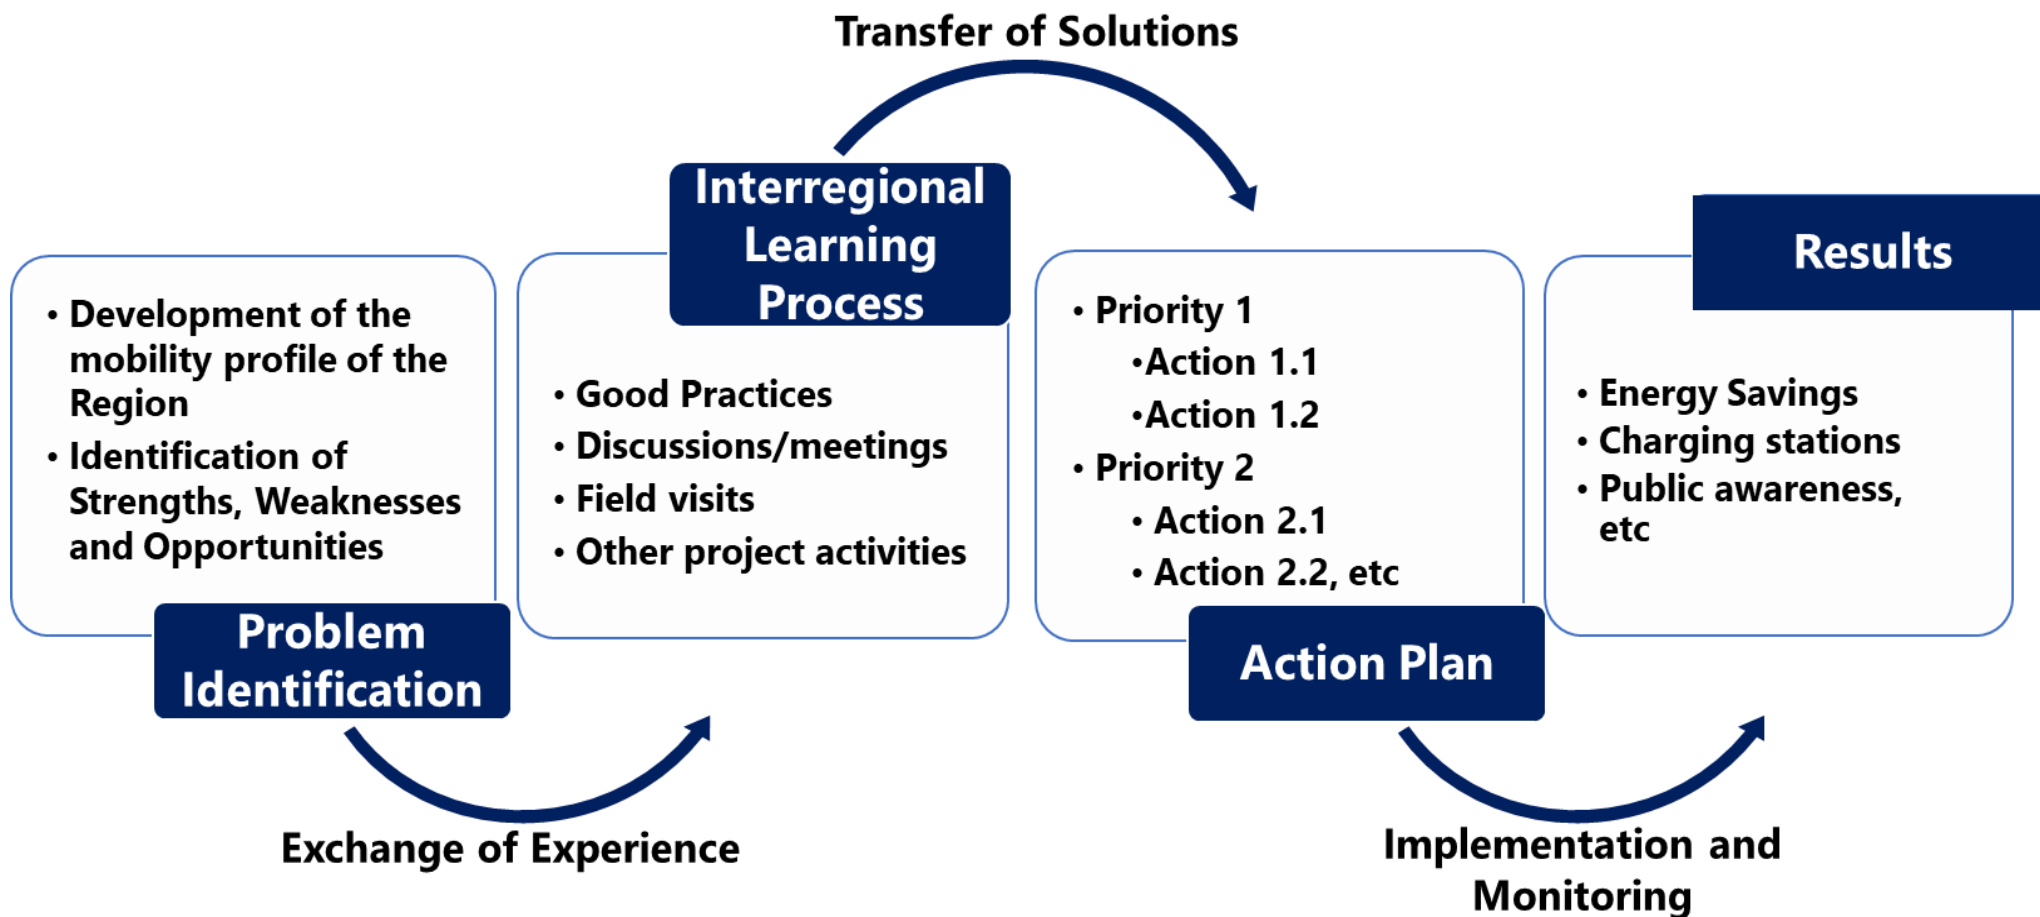 Transfer of Solutions
Problem
Identification
• Development of the
mobility profile of the
Region
• Identification of
Strengths, Weaknesses
and Opportunities
Exchange of Experience
Interregional
Learning
Process
• Good Practices
• Discussions/meetings
• Field visits
• Other project activities
Action Plan
• Priority 1
•Action 1.1
•Action 1.2
• Priority 2
• Action 2.1
• Action 2.2, etc
Implementation and
Monitoring
Results
• Energy Savings
• Charging stations
• Public awareness,
etc